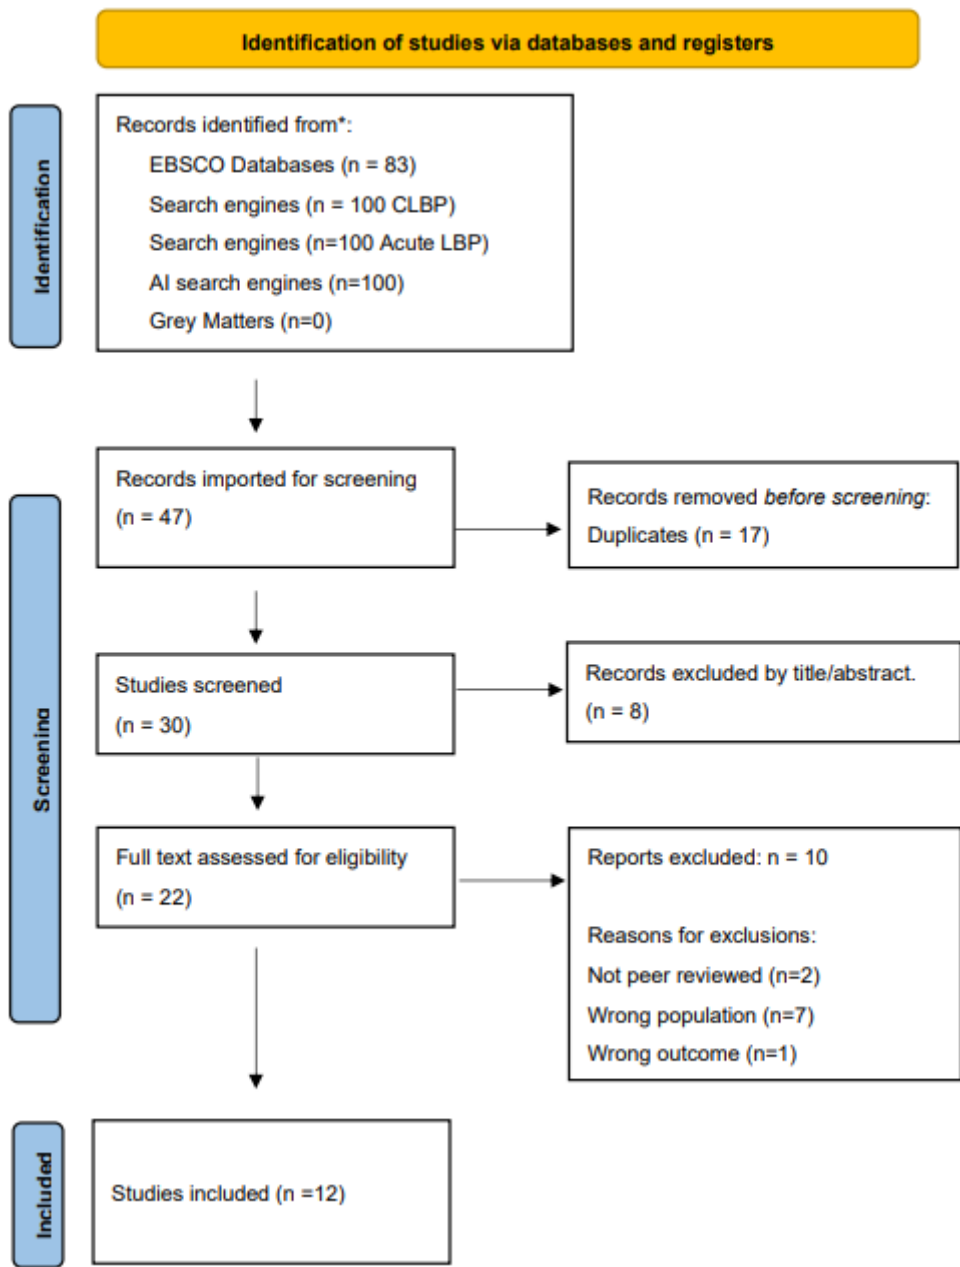 Identification of studies via databases and registers
Identification
Records identified from*:
EBSCO Databases (n = 83)
Search engines (n = 100 CLBP)
Search engines (n=100 Acute LBP)
AI search engines (n=100)
Grey Matters (n=0)
Screening
Records imported for screening
(n = 47)
Records removed before screening:
Duplicates (n = 17)
Studies screened
(n = 30)
Records excluded by title/abstract.
(n = 8)
Full text assessed for eligibility
(n = 22)
Reports excluded: n = 10
Reasons for exclusions:
Not peer reviewed (n=2)
Wrong population (n=7)
Wrong outcome (n=1)
Included
Studies included (n =12)